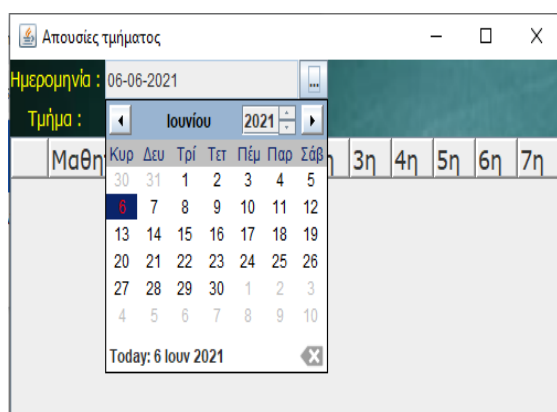 Απουσίες τμήματος
Ημερομηνία : 06-06-2021 ...
Τμήμα :
Ιουνίου 2021
Μαθη 3η 4η 5η 6η 7η
Κυρ Δευ Τρί Τετ Πέμ Παρ Σάβ
30 31 1 2 3 4 5
6 7 8 9 10 11 12
13 14 15 16 17 18 19
20 21 22 23 24 25 26
27 28 29 30 1 2 3
4 5 6 7 8 9 10
Today: 6 Ιουν 2021